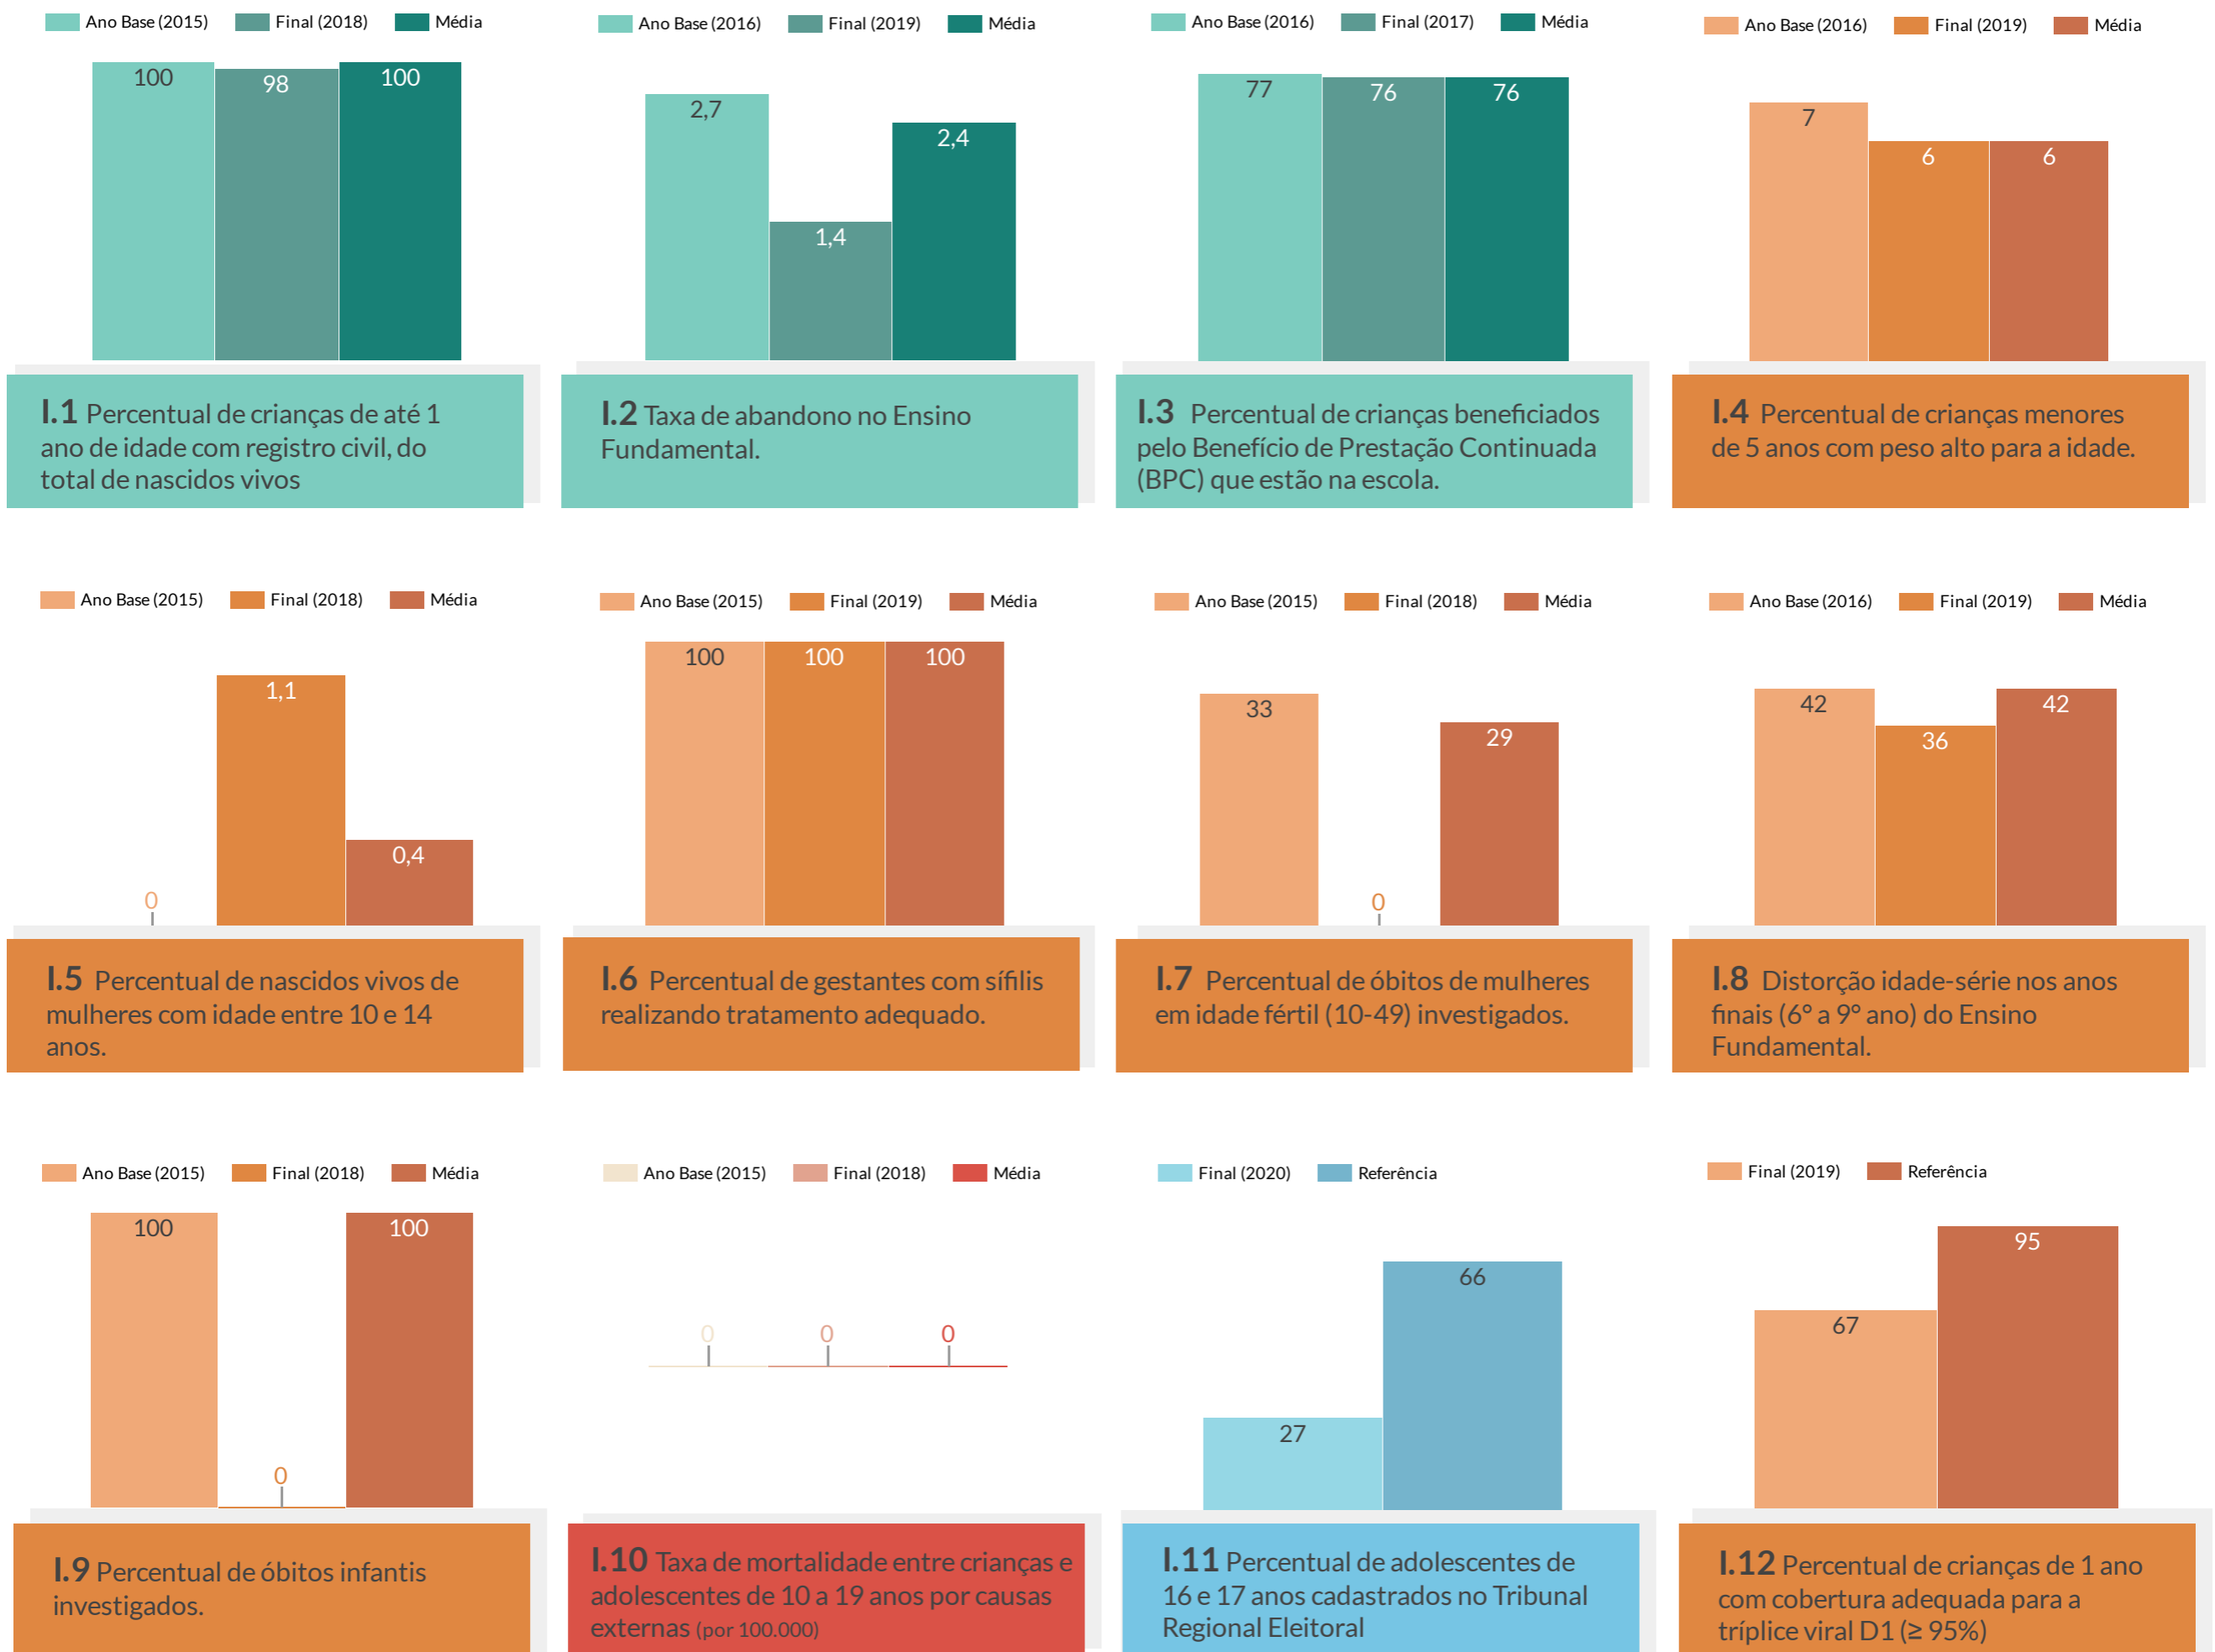 Ano Base (2015) Final (2018) Média
100 98 100
I.1 Percentual de crianças de até 1
ano de idade com registro civil, do
total de nascidos vivos
Ano Base (2016) Final (2019) Média
2,7 1,4 2,4
I.2 Taxa de abandono no Ensino
Fundamental.
Ano Base (2016) Final (2017) Média
77 76 76
I.3 Percentual de crianças beneficiados
pelo Benefício de Prestação Continuada
(BPC) que estão na escola.
Ano Base (2016) Final (2019) Média
7 6 6
I.4 Percentual de crianças menores
de 5 anos com peso alto para a idade.
Ano Base (2015) Final (2018) Média
0 1,1 0,4
I.5 Percentual de nascidos vivos de
mulheres com idade entre 10 e 14
anos.
Ano Base (2015) Final (2019) Média
100 100 100
I.6 Percentual de gestantes com sífilis
realizando tratamento adequado.
Ano Base (2015) Final (2018) Média
33 0 29
I.7 Percentual de óbitos de mulheres
em idade fértil (10-49) investigados.
Ano Base (2016) Final (2019) Média
42 36 42
I.8 Distorção idade-série nos anos
finais (6° a 9° ano) do Ensino
Fundamental.
Ano Base (2015) Final (2018) Média
100 0 100
I.9 Percentual de óbitos infantis
investigados.
Ano Base (2015) Final (2018) Média
0 0 0
I.10 Taxa de mortalidade entre crianças e
adolescentes de 10 a 19 anos por causas
externas (por 100.000)
Final (2020) Referência
27 66
I.11 Percentual de adolescentes de
16 e 17 anos cadastrados no Tribunal
Regional Eleitoral
Final (2019) Referência
67 95
I.12 Percentual de crianças de 1 ano
com cobertura adequada para a
tríplice viral D1 (≥ 95%)